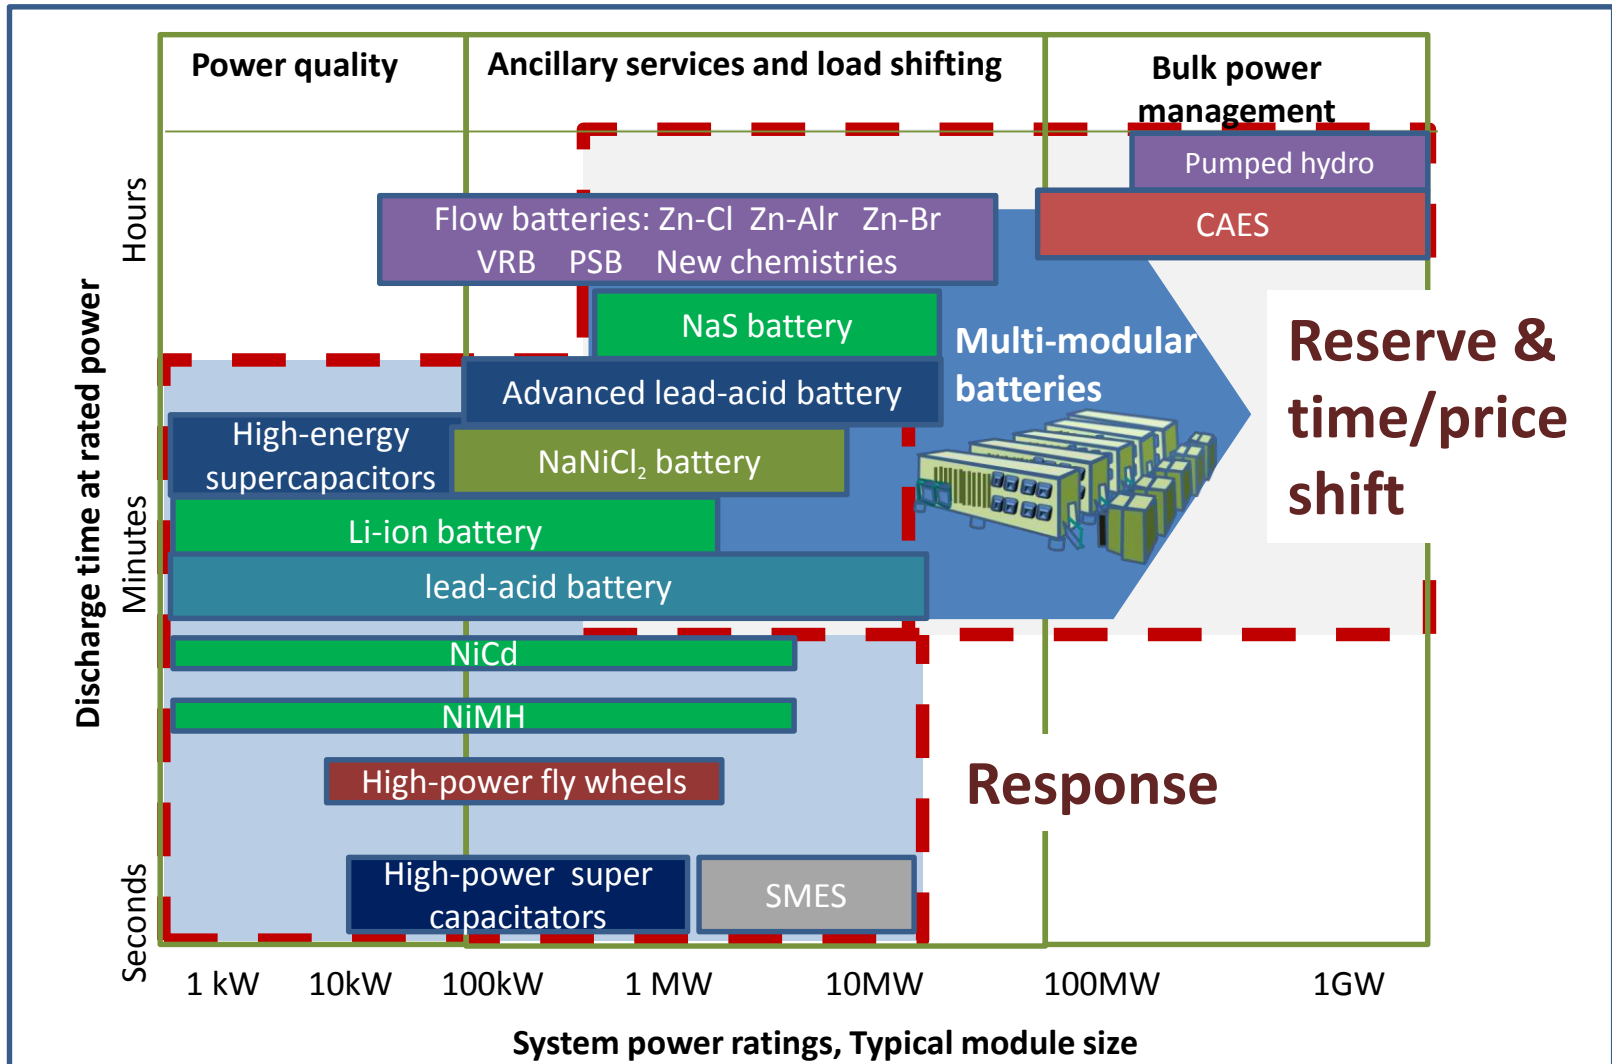 Power quality
Ancillary services and load shifting
Bulk power
management
Pumped hydro
CAES
Flow batteries: Zn-Cl Zn-Alr Zn-Br
VRB PSB New chemistries
NaS battery
Multi-modular
batteries
Reserve &
time/price
shift
Advanced lead-acid battery
High-energy
supercapacitors
NaNiCl₂ battery
Li-ion battery
lead-acid battery
NiCd
NiMH
High-power fly wheels
Response
High-power super
capacitators
SMES
Discharge time at rated power
Hours
Minutes
Seconds
1 kW 10kW 100kW 1 MW 10MW 100MW 1GW
System power ratings, Typical module size